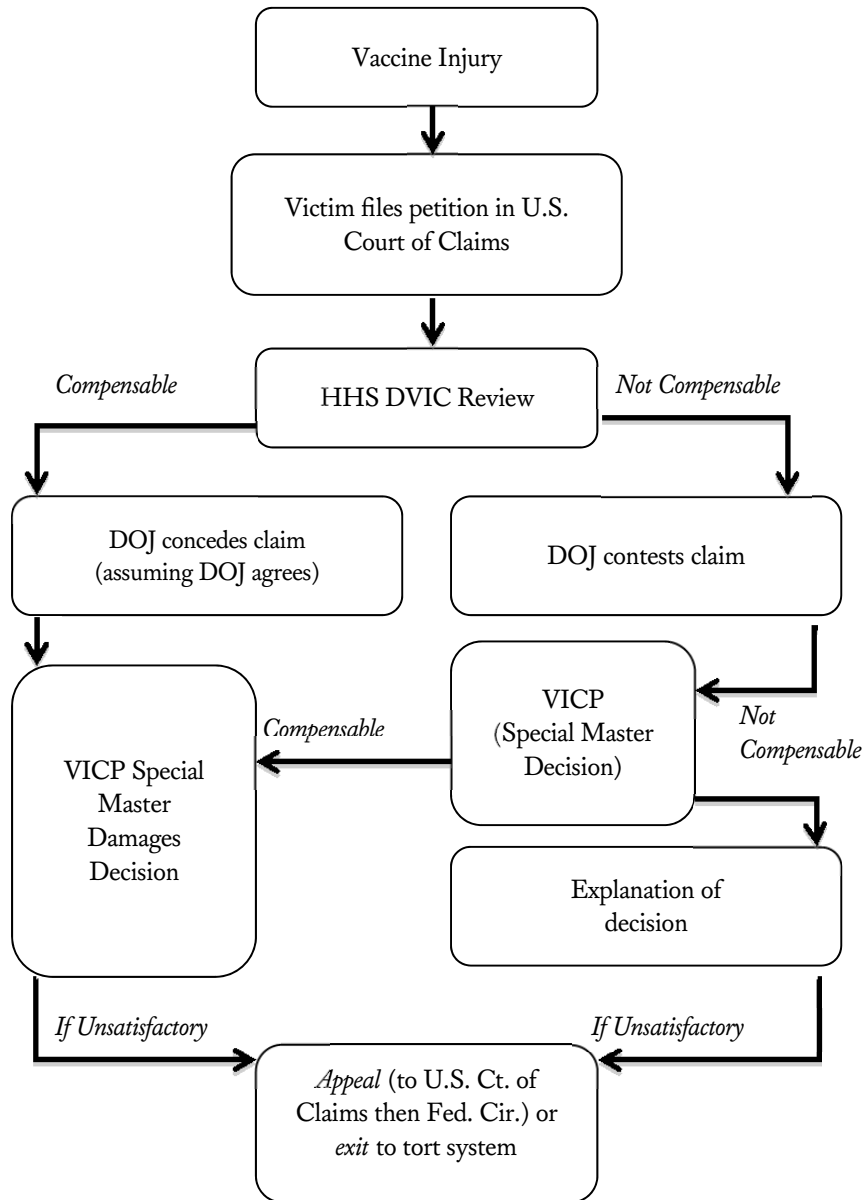 Vaccine Injury
Victim files petition in U.S.
Court of Claims
Compensable
HHS DVIC Review
Not Compensable
DOJ concedes claim
(assuming DOJ agrees)
DOJ contests claim
VICP Special
Master
Damages
Decision
Compensable
VICP
(Special Master
Decision)
Not
Compensable
Explanation of
decision
If Unsatisfactory
If Unsatisfactory
Appeal (to U.S. Ct. of
Claims then Fed. Cir.) or
exit to tort system